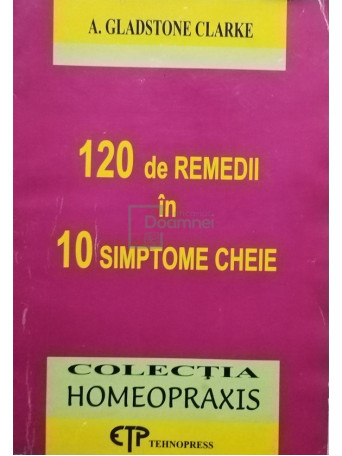 A. GLADSTONE CLARKE
120 de REMEDII
în
10 SIMPTOME CHEIE
COLECȚIA
HOMEOPRAXIS
ETP TEHNOPRESS